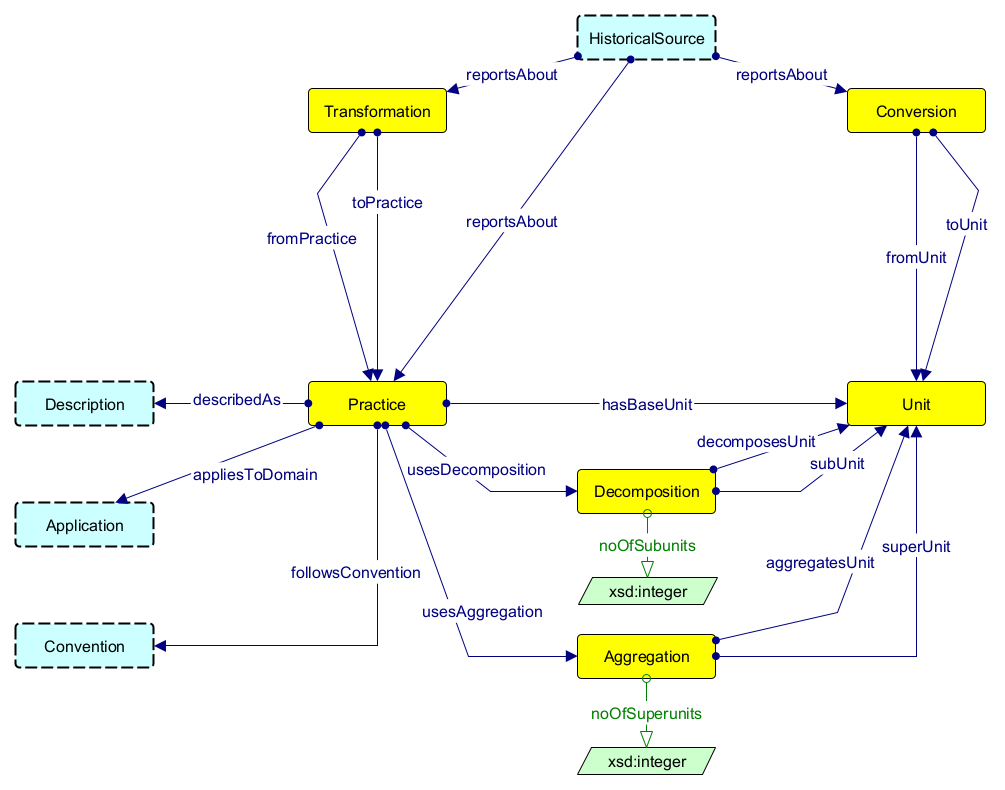 HistoricalSource
reportsAbout
reportsAbout
Transformation
Conversion
toPractice
reportsAbout
toUnit
fromPractice
fromUnit
Description
describedAs
Practice
hasBaseUnit
Unit
decomposesUnit
appliesToDomain
usesDecomposition
subUnit
Decomposition
Application
noOfSubunits
superUnit
aggregatesUnit
followsConvention
xsd:integer
usesAggregation
Convention
Aggregation
noOfSuperunits
xsd:integer